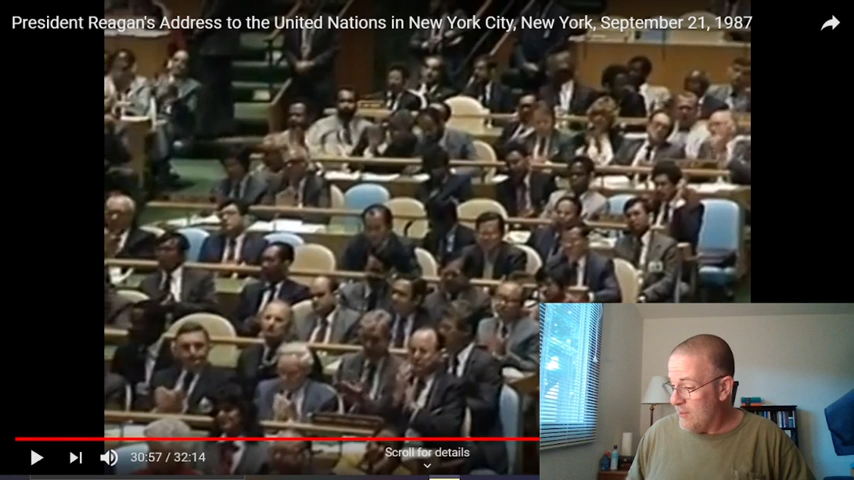 President Reagan's Address to the United Nations in New York City, New York, September 21, 1987
30:57 / 32:14
Scroll for details